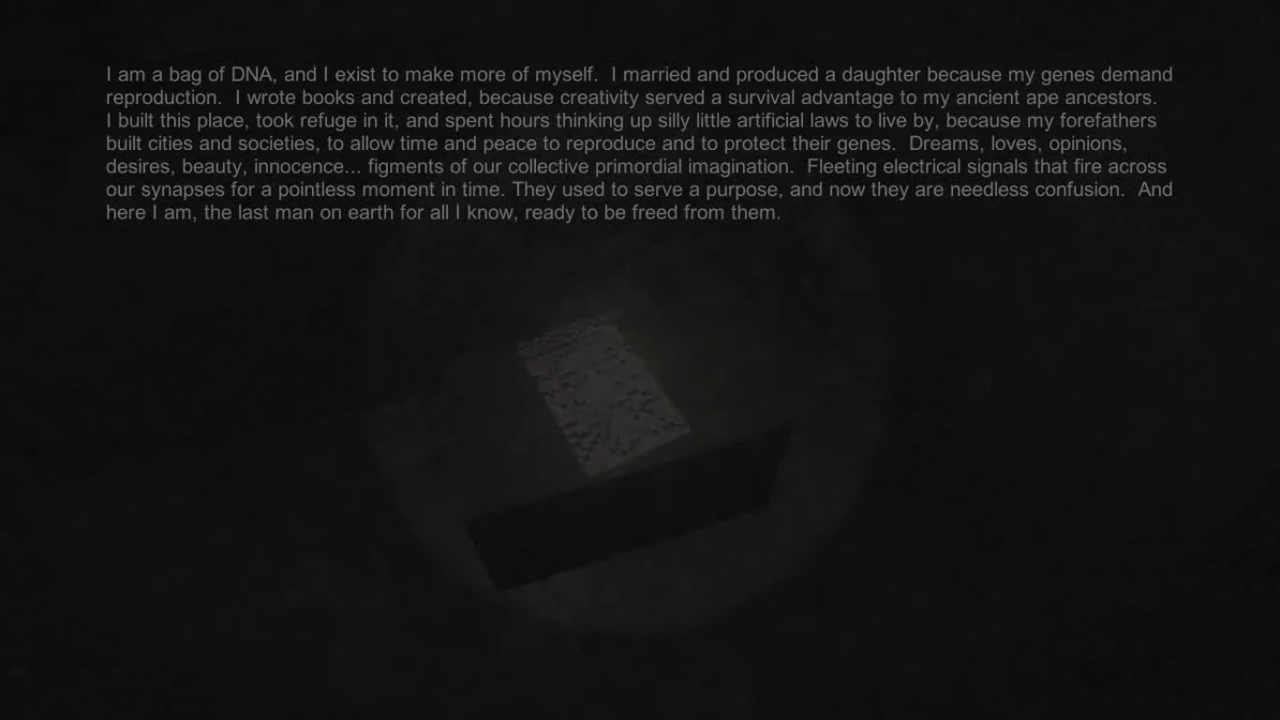 I am a bag of DNA, and I exist to make more of myself.  I married and produced a daughter because my genes demand
reproduction.  I wrote books and created, because creativity served a survival advantage to my ancient ape ancestors.
I built this place, took refuge in it, and spent hours thinking up silly little artificial laws to live by, because my forefathers
built cities and societies, to allow time and peace to reproduce and to protect their genes.  Dreams, loves, opinions,
desires, beauty, innocence... figments of our collective primordial imagination.  Fleeting electrical signals that fire across
our synapses for a pointless moment in time. They used to serve a purpose, and now they are needless confusion.  And
here I am, the last man on earth for all I know, ready to be freed from them.